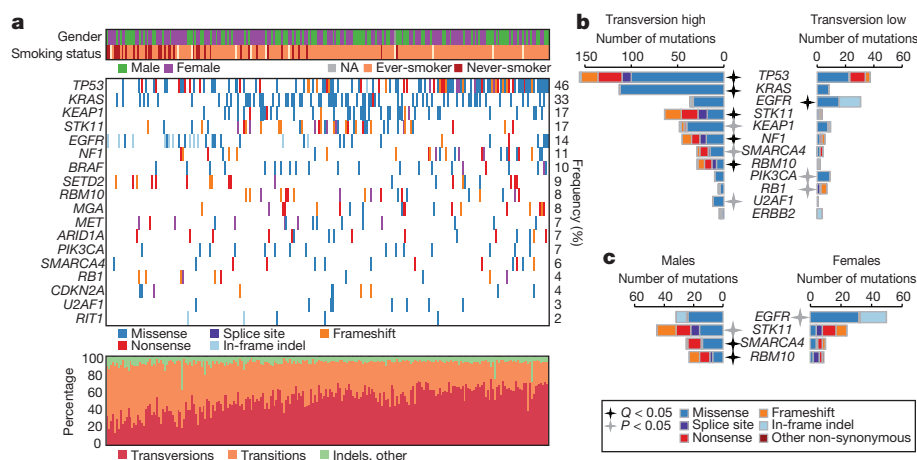 a
Gender
Smoking status
Male Female NA Ever-smoker Never-smoker
TP53 46
KRAS 33
KEAP1 17
STK11 17
EGFR 14
NF1 11
BRAF 10
SETD2 9
RBM10 8
MGA 8
MET 7
ARID1A 7
PIK3CA 7
SMARCA4 6
RB1 4
CDKN2A 4
U2AF1 3
RIT1 2
Frequency (%)
Missense Splice site Frameshift
Nonsense In-frame indel
100
80
60
40
20
0
Percentage
Transversions Transitions Indels, other
b
Transversion high Transversion low
Number of mutations Number of mutations
150 100 50 0 0 30 60
TP53
KRAS
EGFR
STK11
KEAP1
NF1
SMARCA4
RBM10
PIK3CA
RB1
U2AF1
ERBB2
c
Males Females
Number of mutations Number of mutations
60 40 20 0 0 20 40 60
EGFR
STK11
SMARCA4
RBM10
Q < 0.05 Missense Frameshift
P < 0.05 Splice site In-frame indel
Nonsense Other non-synonymous